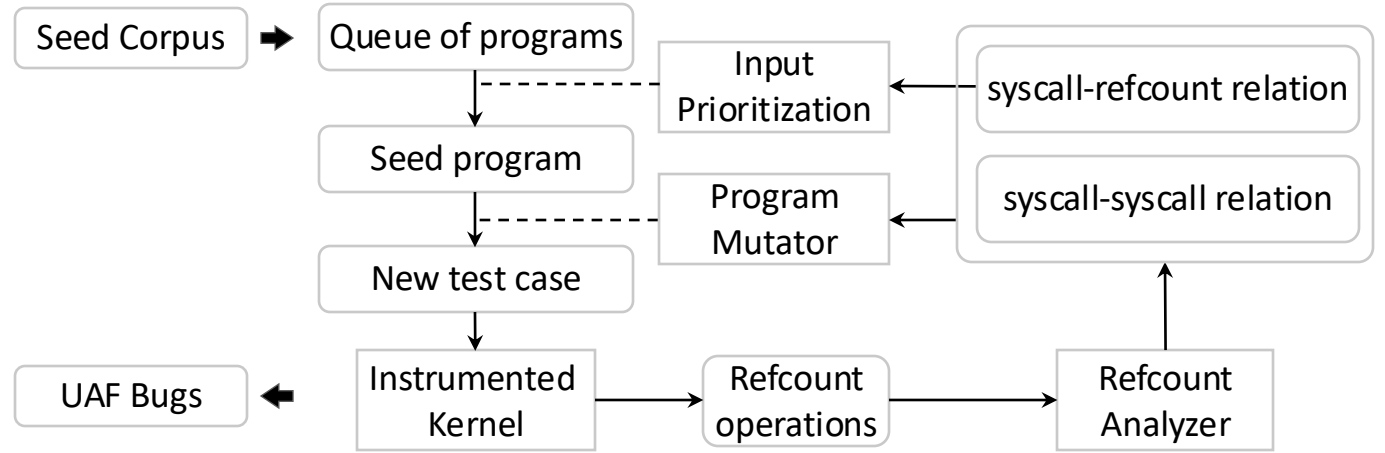 Seed Corpus
Queue of programs
Input
Prioritization
syscall-refcount relation
Seed program
syscall-syscall relation
Program
Mutator
New test case
UAF Bugs
Instrumented
Kernel
Refcount
operations
Refcount
Analyzer